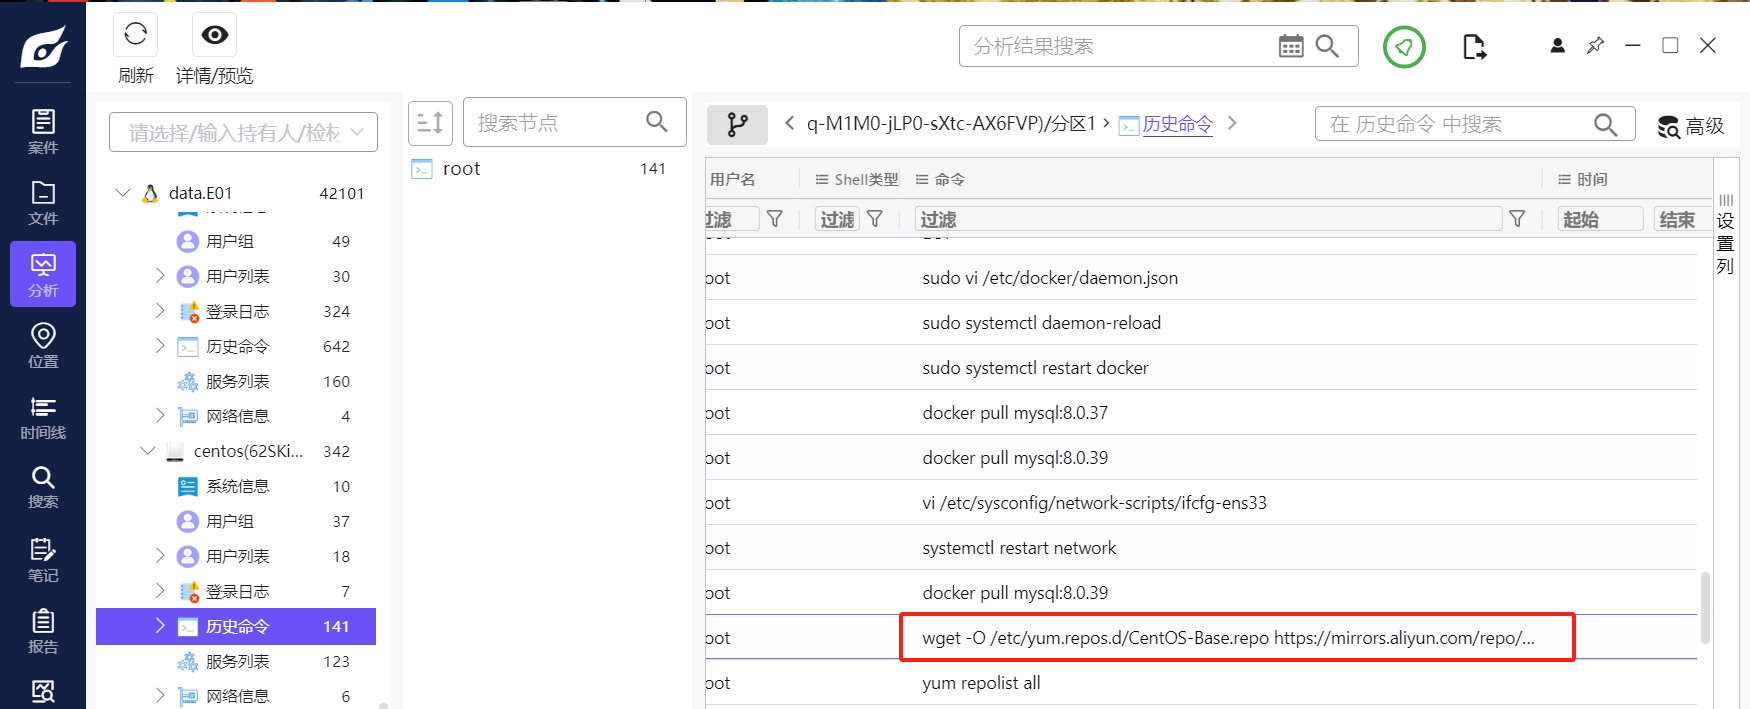 刷新
详情/预览
分析结果搜索
案件
文件
分析
位置
时间线
搜索
笔记
报告
请选择/输入持有人/检材
data.E01 42101
用户组 49
用户列表 30
登录日志 324
历史命令 642
服务列表 160
网络信息 4
centos(62SKi... 342
系统信息 10
用户组 37
用户列表 18
登录日志 7
历史命令 141
服务列表 123
网络信息 6
搜索节点
root 141
q-M1M0-jLP0-sXtc-AX6FVP)/分区1 历史命令
在 历史命令 中搜索
高级
用户名 Shell类型 命令 时间
过滤 过滤 过滤 起始 结束
设置列
oot sudo vi /etc/docker/daemon.json
oot sudo systemctl daemon-reload
oot sudo systemctl restart docker
oot docker pull mysql:8.0.37
oot docker pull mysql:8.0.39
oot vi /etc/sysconfig/network-scripts/ifcfg-ens33
oot systemctl restart network
oot docker pull mysql:8.0.39
oot wget -O /etc/yum.repos.d/CentOS-Base.repo https://mirrors.aliyun.com/repo/...
oot yum repolist all